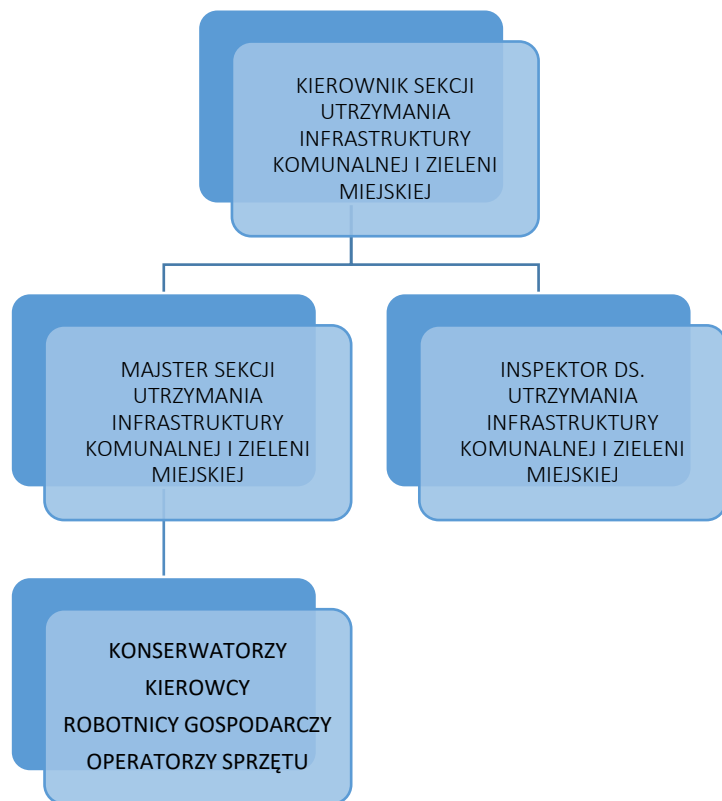 KIEROWNIK SEKCJI
UTRZYMANIA
INFRASTRUKTURY
KOMUNALNEJ I ZIELENI
MIEJSKIEJ
MAJSTER SEKCJI
UTRZYMANIA
INFRASTRUKTURY
KOMUNALNEJ I ZIELENI
MIEJSKIEJ
INSPEKTOR DS.
UTRZYMANIA
INFRASTRUKTURY
KOMUNALNEJ I ZIELENI
MIEJSKIEJ
KONSERWATORZY
KIEROWCY
ROBOTNICY GOSPODARCZY
OPERATORZY SPRZĘTU